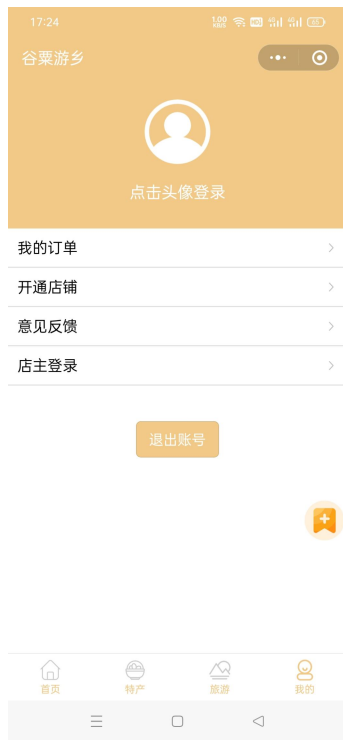 17:24
谷粟游乡
点击头像登录
我的订单
开通店铺
意见反馈
店主登录
退出账号
首页 特产 旅游 我的